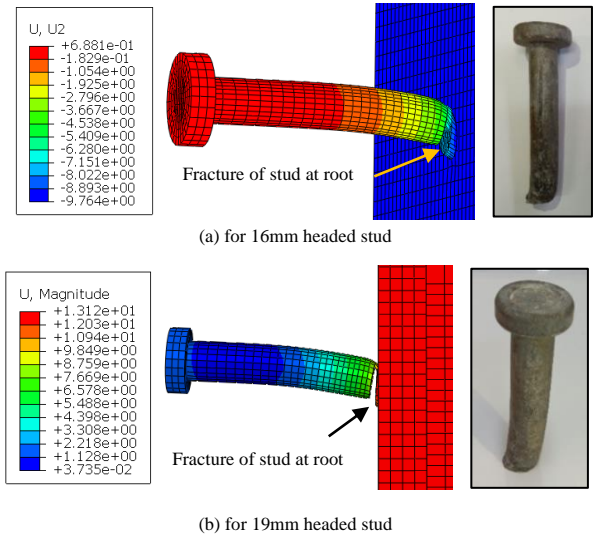 U, U2
+6.881e-01
-1.829e-01
-1.054e+00
-1.925e+00
-2.796e+00
-3.667e+00
-4.538e+00
-5.409e+00
-6.280e+00
-7.151e+00
-8.022e+00
-8.893e+00
-9.764e+00
Fracture of stud at root
(a) for 16mm headed stud
U, Magnitude
+1.312e+01
+1.203e+01
+1.094e+01
+9.849e+00
+8.759e+00
+7.669e+00
+6.578e+00
+5.488e+00
+4.398e+00
+3.308e+00
+2.218e+00
+1.128e+00
+3.735e-02
Fracture of stud at root
(b) for 19mm headed stud